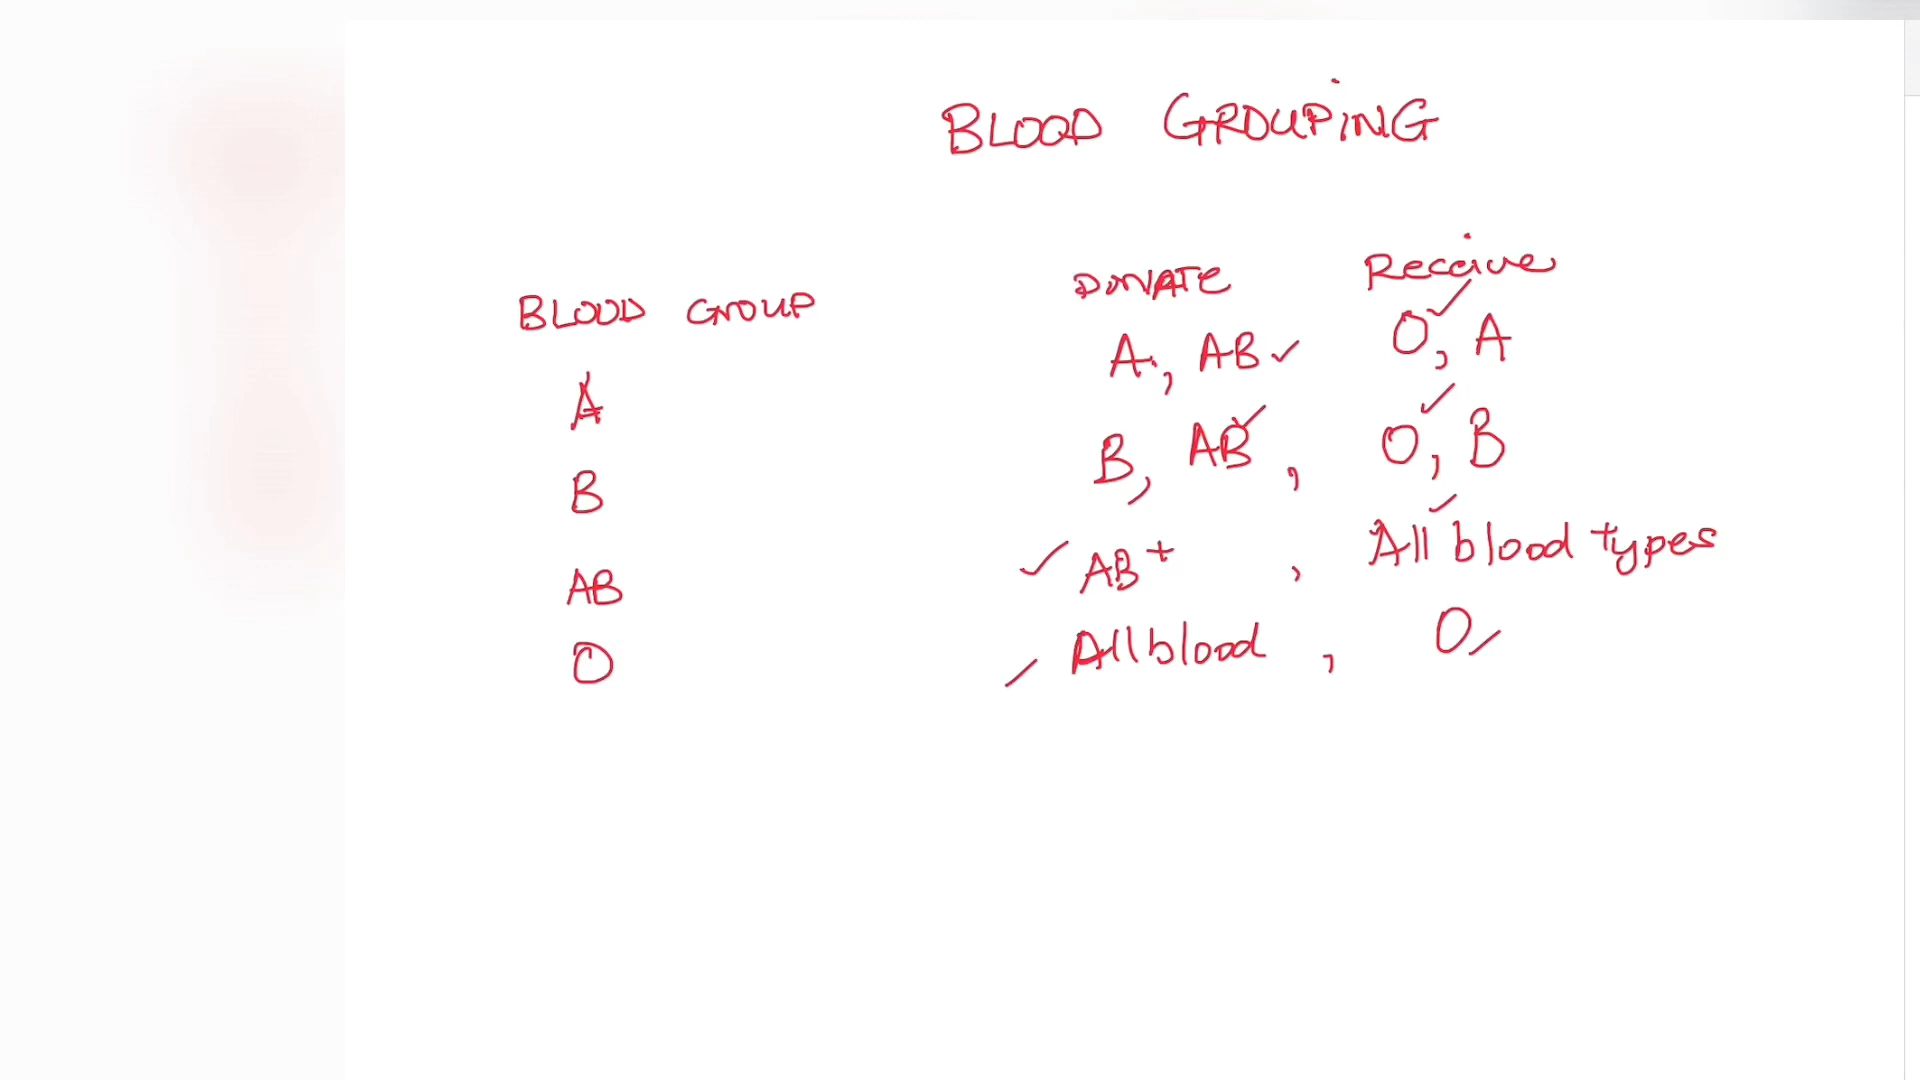 BLOOD GROUPING
BLOOD GROUP DONATE Receive
A A, AB ✓ O ✓, A
B B, AB ✓, O ✓, B
AB ✓ AB+, All blood types ✓
O All blood, O